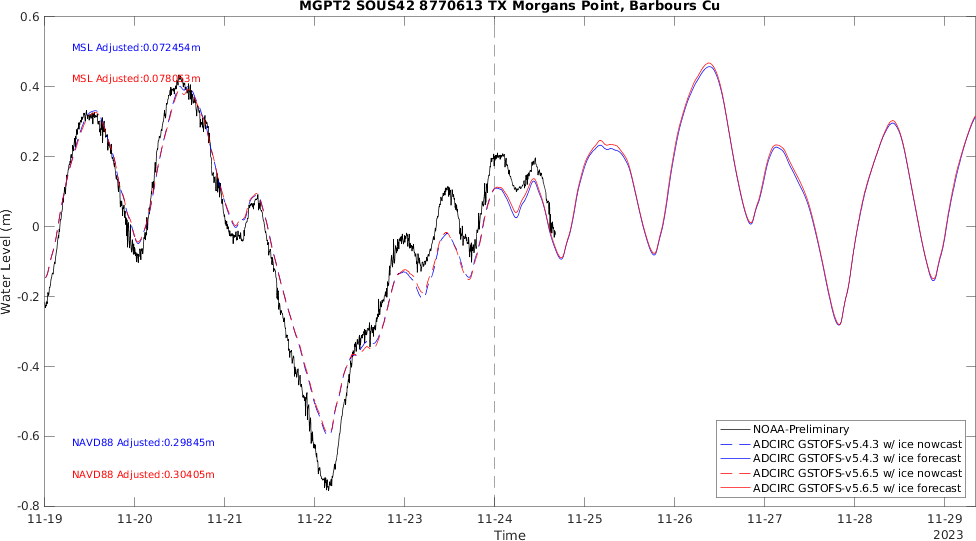 MGPT2 SOUS42 8770613 TX Morgans Point, Barbours Cu
0.6
0.4
0.2
0
-0.2
-0.4
-0.6
-0.8
Water Level (m)
MSL Adjusted:0.072454m
MSL
NAVD88 Adjusted:0.29845m
NAVD88 Adjusted:0.30405m
NOAA-Preliminary
ADCIRC GSTOFS-v5.4.3 w/ ice nowcast
ADCIRC GSTOFS-v5.4.3 w/ ice forecast
ADCIRC GSTOFS-v5.6.5 w/ ice nowcast
ADCIRC GSTOFS-v5.6.5 w/ ice forecast
11-19 11-20 11-21 11-22 11-23 11-24 11-25 11-26 11-27 11-28 11-29
Time
2023